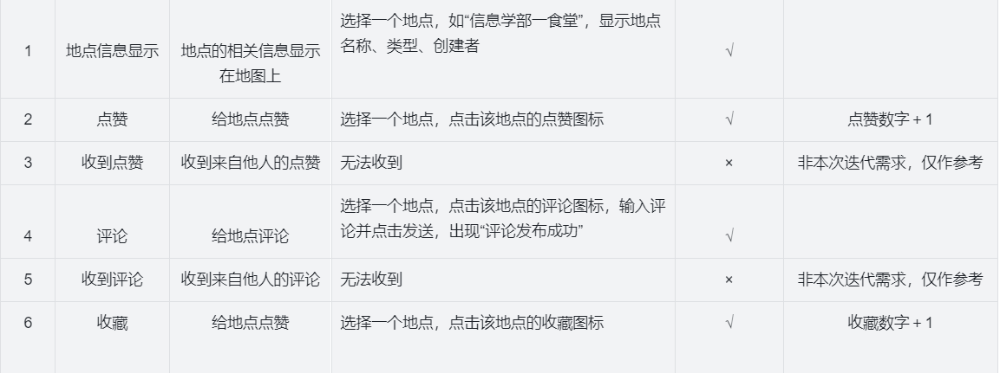 1 地点信息显示 地点的相关信息显示在地图上 选择一个地点，如“信息学部一食堂”，显示地点名称、类型、创建者 √
2 点赞 给地点点赞 选择一个地点，点击该地点的点赞图标 √ 点赞数字 + 1
3 收到点赞 收到来自他人的点赞 无法收到 × 非本次迭代需求，仅作参考
4 评论 给地点评论 选择一个地点，点击该地点的评论图标，输入评论并点击发送，出现“评论发布成功” √
5 收到评论 收到来自他人的评论 无法收到 × 非本次迭代需求，仅作参考
6 收藏 给地点点赞 选择一个地点，点击该地点的收藏图标 √ 收藏数字 + 1